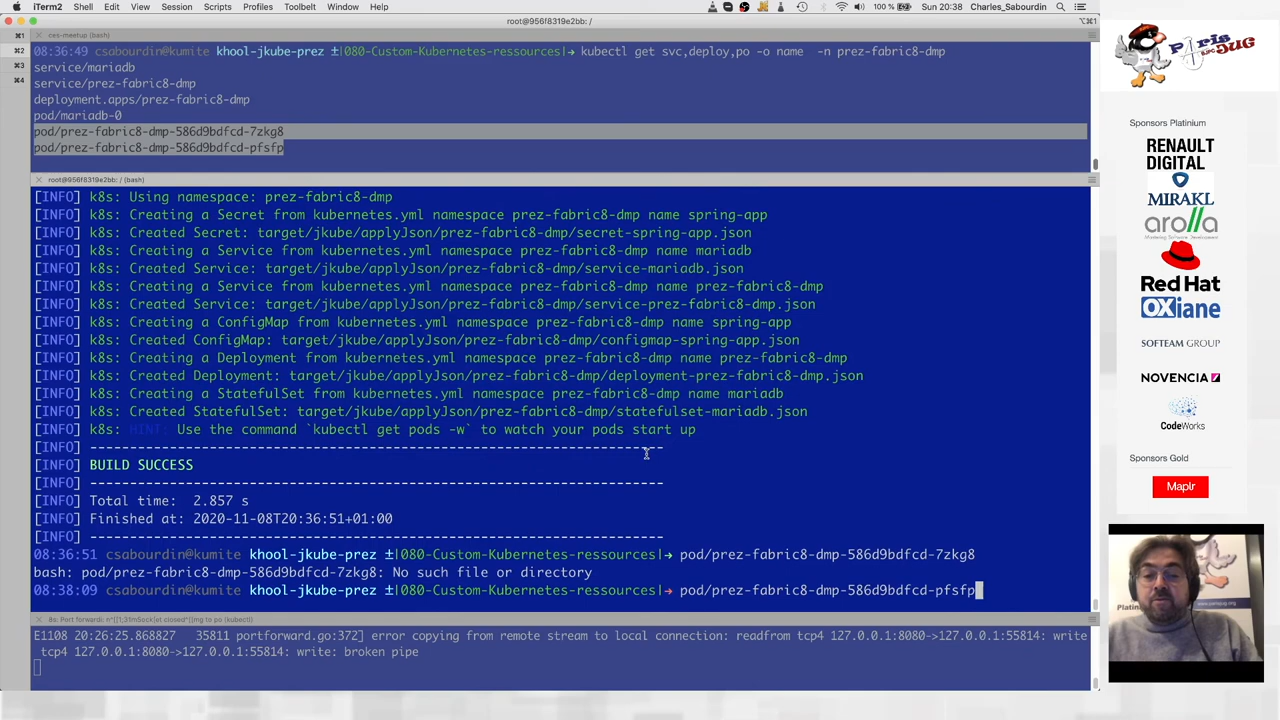 iTerm2 Shell Edit View Session Scripts Profiles Toolbelt Window Help 100 % Sun 20:38 Charles_Sabourdin
root@956f8319e2bb: / ⌥⌘1
⌘1 ces-meetup (bash)
⌘2
⌘3
⌘4
08:36:49 csabourdin@kumite khool-jkube-prez ±|080-Custom-Kubernetes-ressources|→ kubectl get svc,deploy,po -o name -n prez-fabric8-dmp
service/mariadb
service/prez-fabric8-dmp
deployment.apps/prez-fabric8-dmp
pod/mariadb-0
pod/prez-fabric8-dmp-586d9bdfcd-7zkg8
pod/prez-fabric8-dmp-586d9bdfcd-pfsfp
root@956f8319e2bb: / (bash)
[INFO] k8s: Using namespace: prez-fabric8-dmp
[INFO] k8s: Creating a Secret from kubernetes.yml namespace prez-fabric8-dmp name spring-app
[INFO] k8s: Created Secret: target/jkube/applyJson/prez-fabric8-dmp/secret-spring-app.json
[INFO] k8s: Creating a Service from kubernetes.yml namespace prez-fabric8-dmp name mariadb
[INFO] k8s: Created Service: target/jkube/applyJson/prez-fabric8-dmp/service-mariadb.json
[INFO] k8s: Creating a Service from kubernetes.yml namespace prez-fabric8-dmp name prez-fabric8-dmp
[INFO] k8s: Created Service: target/jkube/applyJson/prez-fabric8-dmp/service-prez-fabric8-dmp.json
[INFO] k8s: Creating a ConfigMap from kubernetes.yml namespace prez-fabric8-dmp name spring-app
[INFO] k8s: Created ConfigMap: target/jkube/applyJson/prez-fabric8-dmp/configmap-spring-app.json
[INFO] k8s: Creating a Deployment from kubernetes.yml namespace prez-fabric8-dmp name prez-fabric8-dmp
[INFO] k8s: Created Deployment: target/jkube/applyJson/prez-fabric8-dmp/deployment-prez-fabric8-dmp.json
[INFO] k8s: Creating a StatefulSet from kubernetes.yml namespace prez-fabric8-dmp name mariadb
[INFO] k8s: Created StatefulSet: target/jkube/applyJson/prez-fabric8-dmp/statefulset-mariadb.json
[INFO] k8s: HINT: Use the command `kubectl get pods -w` to watch your pods start up
[INFO] ------------------------------------------------------------------------
[INFO] BUILD SUCCESS
[INFO] ------------------------------------------------------------------------
[INFO] Total time:  2.857 s
[INFO] Finished at: 2020-11-08T20:36:51+01:00
[INFO] ------------------------------------------------------------------------
08:36:51 csabourdin@kumite khool-jkube-prez ±|080-Custom-Kubernetes-ressources|→ pod/prez-fabric8-dmp-586d9bdfcd-7zkg8
bash: pod/prez-fabric8-dmp-586d9bdfcd-7zkg8: No such file or directory
08:38:09 csabourdin@kumite khool-jkube-prez ±|080-Custom-Kubernetes-ressources|→ pod/prez-fabric8-dmp-586d9bdfcd-pfsfp
E1108 20:26:25.868827   35811 portforward.go:372] error copying from remote stream to local connection: readfrom tcp4 127.0.0.1:8080->127.0.0.1:55814: write
tcp4 127.0.0.1:8080->127.0.0.1:55814: write: broken pipe
Paris JUG
Sponsors Platinium
RENAULT
DIGITAL
MIRAKL
arolla
Red Hat
OXiane
SOFTEAM GROUP
NOVENCIA
CodeWorks
Sponsors Gold
Maplr